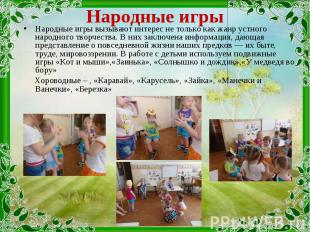 Народные игры
• Народные игры вызывают интерес не только как жанр устного
народного творчества. В них заключена информация, дающая
представление о повседневной жизни наших предков — их быте,
труде, мировоззрении. В работе с детьми используем подвижные
игры «Кот и мыши»,«Заинька», «Солнышко и дождик»,«У медведя во
бору»
Хороводные – , «Каравай», «Карусель», «Зайка», «Манечки и
Ванечки», «Березка»
PPt4WEB.ru